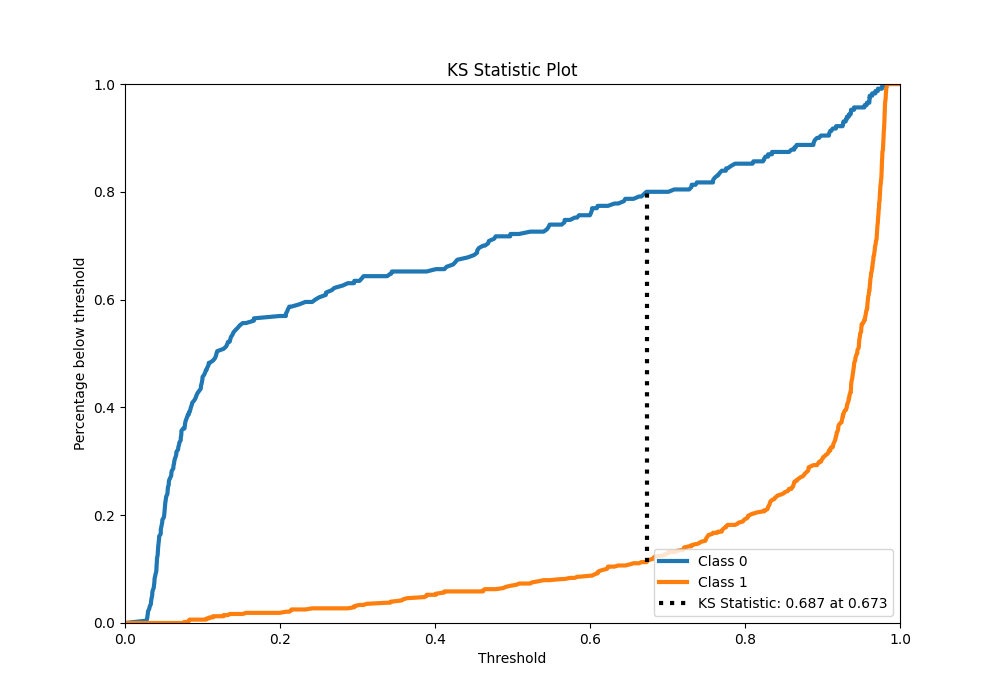 KS Statistic Plot
1.0
0.8
0.6
0.4
0.2
0.0
Percentage below threshold
0.0 0.2 0.4 0.6 0.8 1.0
Threshold
Class 0
Class 1
KS Statistic: 0.687 at 0.673